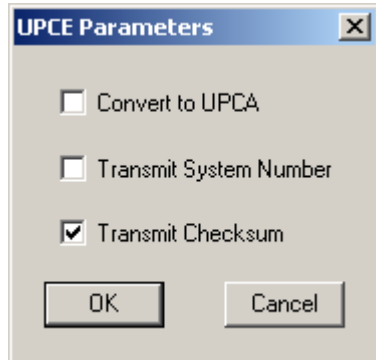 UPCE Parameters
Convert to UPCA
Transmit System Number
Transmit Checksum
OK Cancel